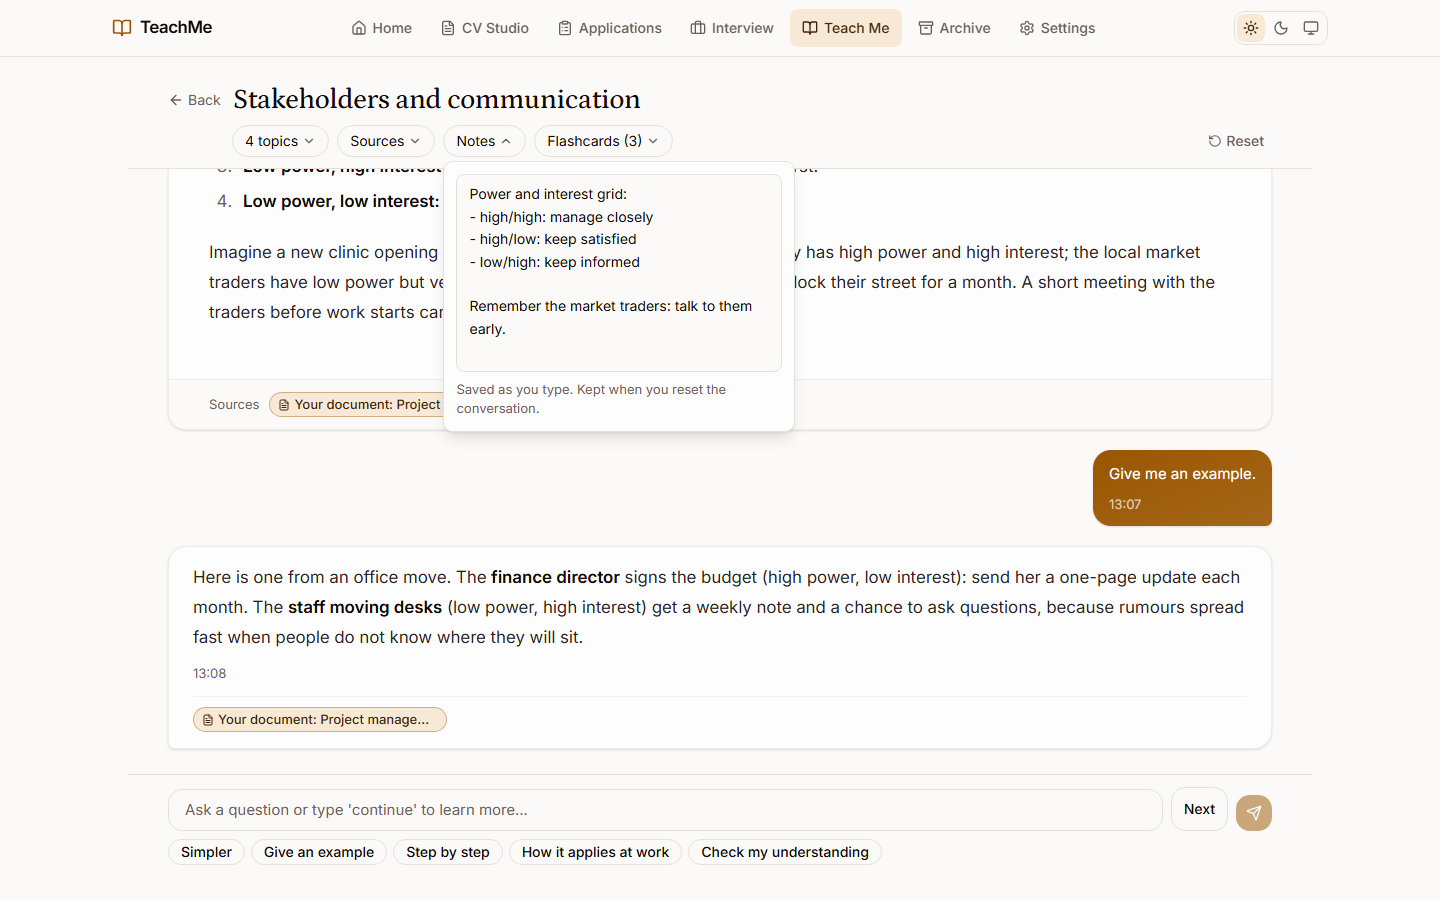 TeachMe
Home
CV Studio
Applications
Interview
Teach Me
Archive
Settings
Back
Stakeholders and communication
4 topics
Sources
Notes
Flashcards (3)
Reset
Low power, high interest
4. Low power, low interest:
Power and interest grid:
- high/high: manage closely
- high/low: keep satisfied
- low/high: keep informed
Remember the market traders: talk to them
early.
Saved as you type. Kept when you reset the
conversation.
Imagine a new clinic opening
has high power and high interest; the local market
traders have low power but
their street for a month. A short meeting with the
traders before work starts
Sources
Your document: Project
Give me an example.
13:07
Here is one from an office move. The finance director signs the budget (high power, low interest): send her a one-page update each
month. The staff moving desks (low power, high interest) get a weekly note and a chance to ask questions, because rumours spread
fast when people do not know where they will sit.
13:08
Your document: Project manage...
Ask a question or type 'continue' to learn more...
Next
Simpler
Give an example
Step by step
How it applies at work
Check my understanding